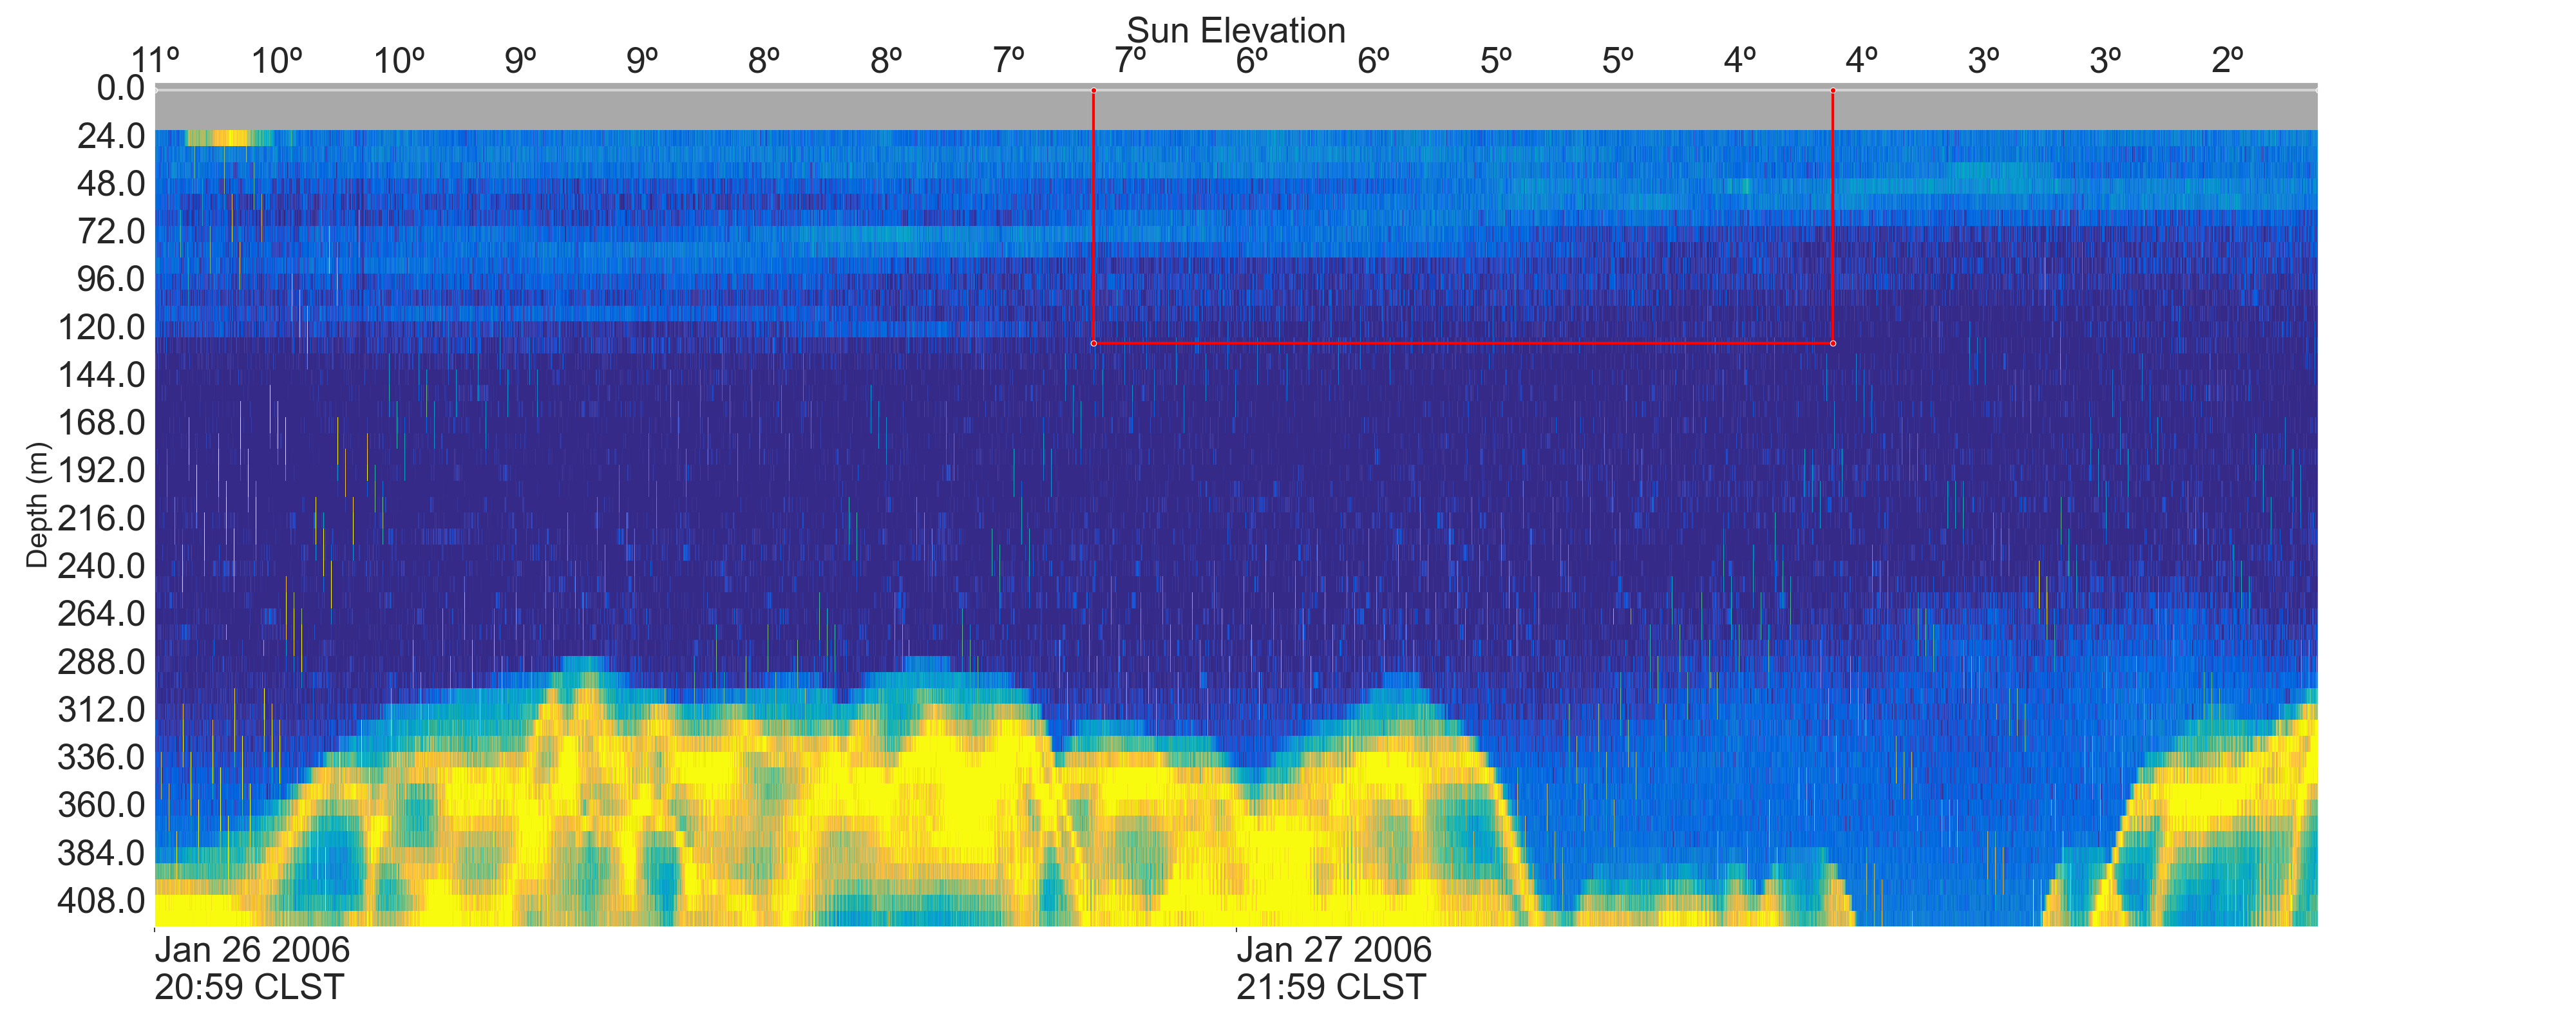 Sun Elevation
11º 10º 10º 9º 9º 8º 8º 7º 7º 6º 6º 5º 5º 4º 4º 3º 3º 2º
0.0
24.0
48.0
72.0
96.0
120.0
144.0
168.0
192.0
216.0
240.0
264.0
288.0
312.0
336.0
360.0
384.0
408.0
Depth (m)
Jan 26 2006
20:59 CLST
Jan 27 2006
21:59 CLST